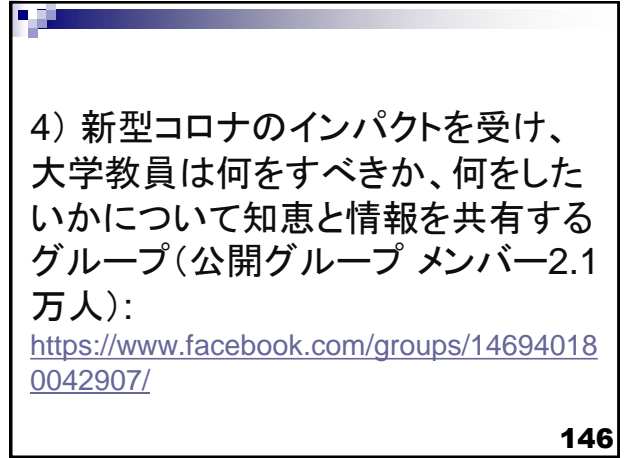 4） 新型コロナのインパクトを受け、
大学教員は何をすべきか、何をした
いかについて知恵と情報を共有する
グループ（公開グループ メンバー2.1
万人）：
https://www.facebook.com/groups/14694018
0042907/
146